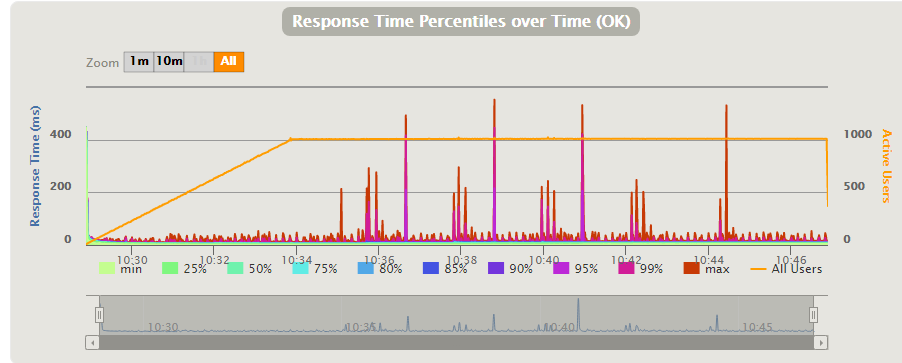 Response Time Percentiles over Time (OK)
Zoom 1m 10m 1h All
Response Time (ms)
400
200
0
1000
500
0
Active Users
10:30 10:32 10:34 10:36 10:38 10:40 10:42 10:44 10:46
min 25% 50% 75% 80% 85% 90% 95% 99% max All Users
10:30 10:35 10:40 10:45